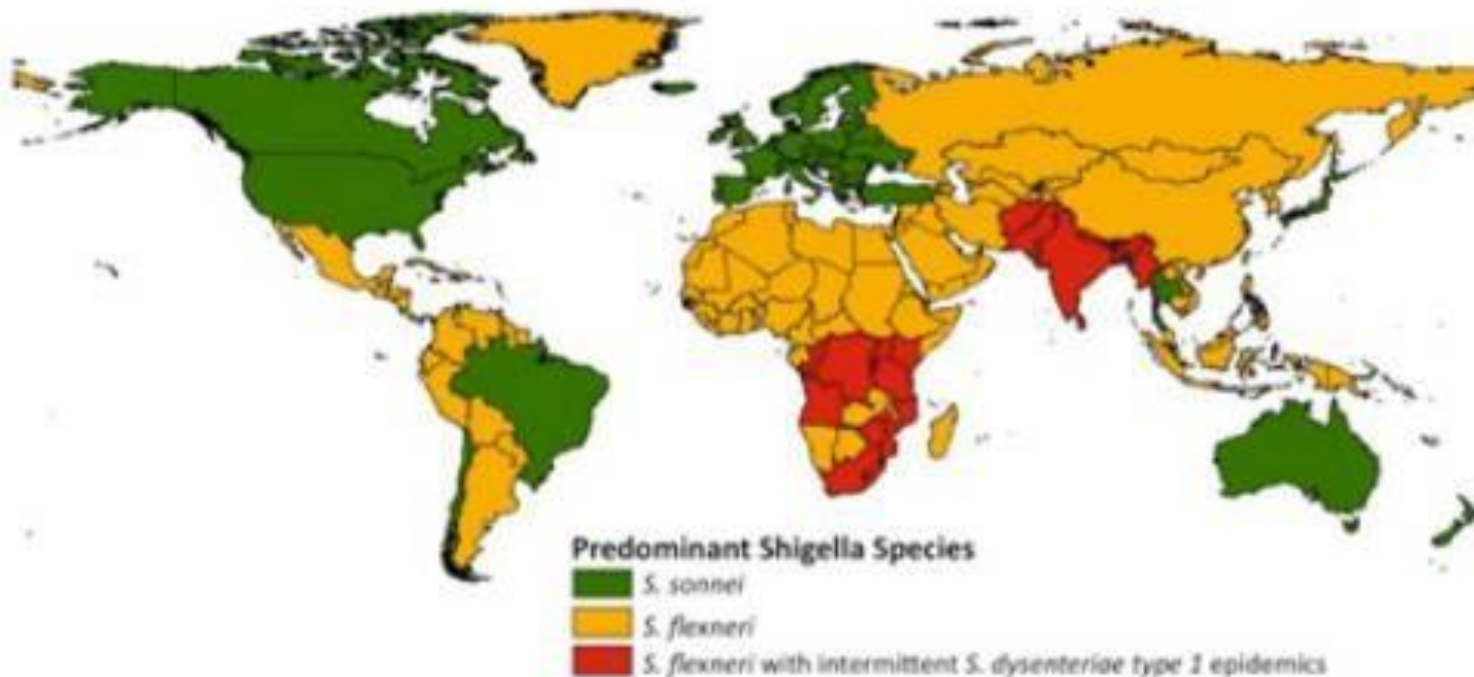 Predominant Shigella Species
S. sonnei
S. flexneri
S. flexneri with intermittent S. dysenteriae type 1 epidemics